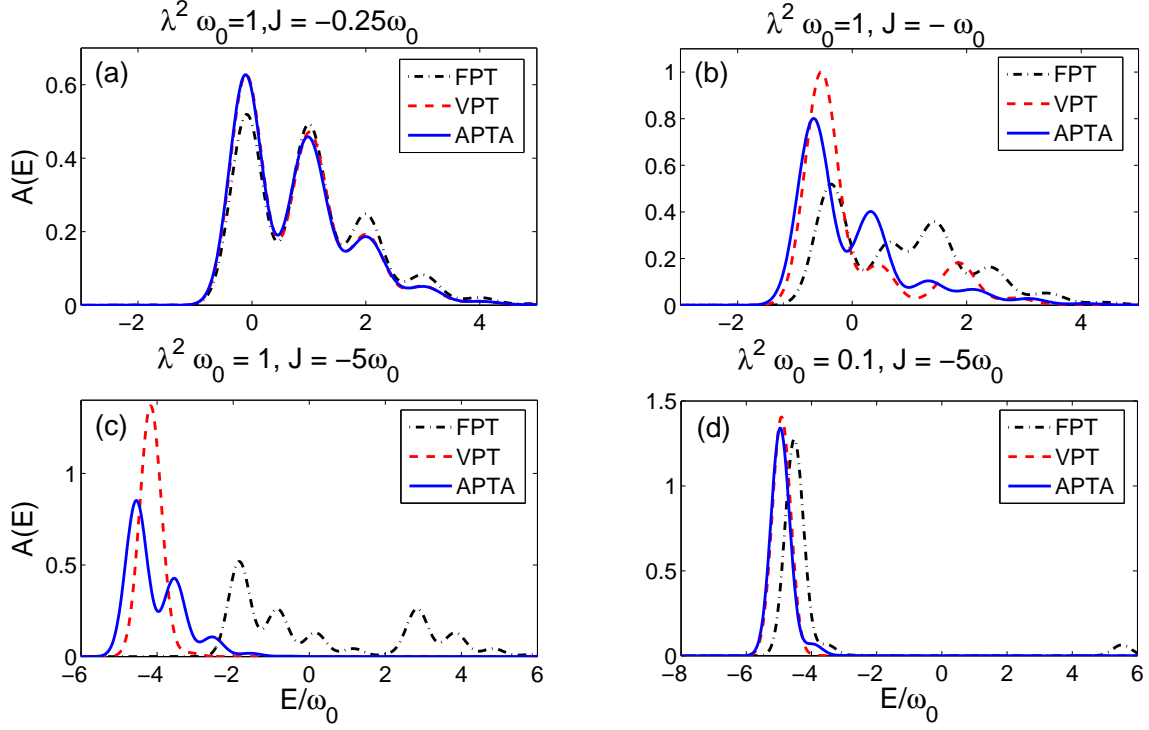 λ² ω₀=1,J = −0.25ω₀
(a)
FPT
VPT
APTA
A(E)
0.6
0.4
0.2
0
−2 0 2 4
λ² ω₀=1, J = − ω₀
(b)
FPT
VPT
APTA
1
0.8
0.6
0.4
0.2
0
−2 0 2 4
λ² ω₀ = 1, J = −5ω₀
(c)
FPT
VPT
APTA
A(E)
1
0.5
0
−6 −4 −2 0 2 4 6
E/ω₀
λ² ω₀ = 0.1, J = −5ω₀
(d)
FPT
VPT
APTA
1.5
1
0.5
0
−8 −6 −4 −2 0 2 4 6
E/ω₀